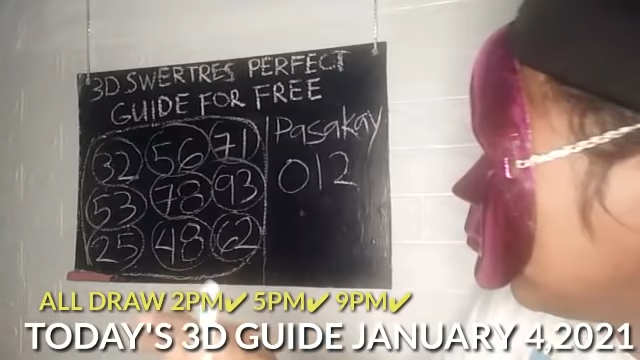 3D SWERTRES PERFECT
GUIDE FOR FREE
32 56 71
53 78 93
25 48 62
Pasakay
012
ALL DRAW 2PM✔ 5PM✔ 9PM✔
TODAY'S 3D GUIDE JANUARY 4,2021